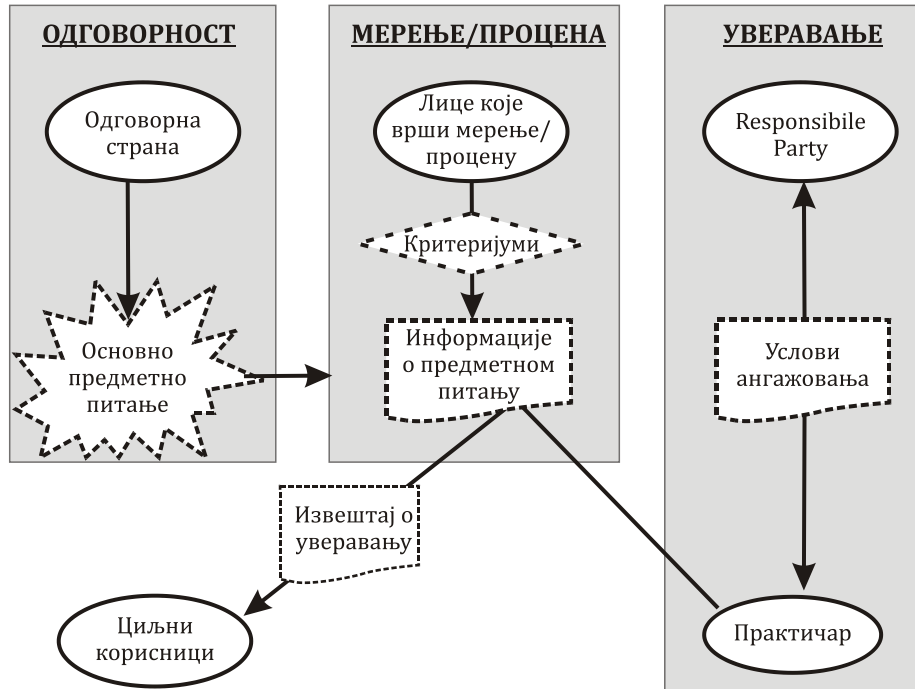 ОДГОВОРНОСТ
Одговорна
страна
Основно
предметно
питање
МЕРЕЊЕ/ПРОЦЕНА
Лице које
врши мерење/
процену
Критеријуми
Информације
о предметном
питању
УВЕРАВАЊЕ
Responsibile
Party
Услови
ангажовања
Практичар
Извештај о
уверавању
Циљни
корисници